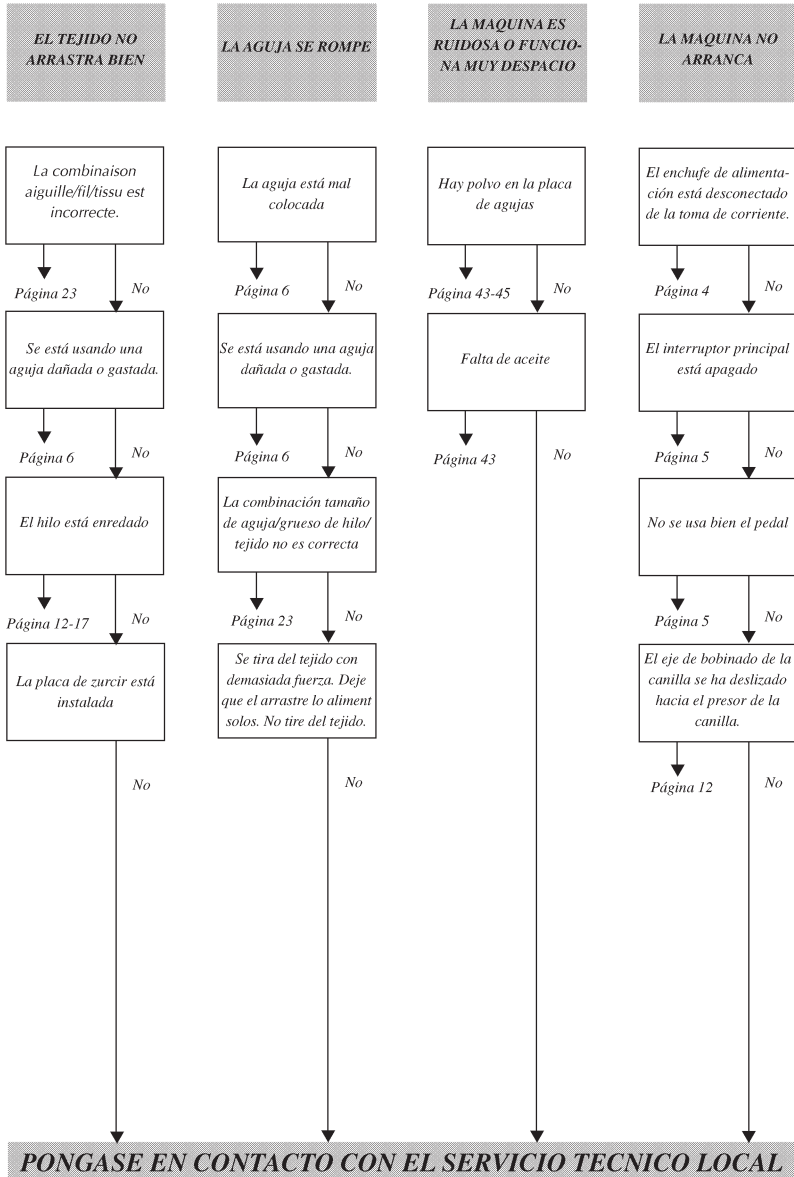 EL TEJIDO NO
ARRASTRA BIEN
La combinaison
aiguille/fil/tissu est
incorrecte.
Página 23
No
Se está usando una
aguja dañada o gastada.
Página 6
No
El hilo está enredado
Página 12-17
No
La placa de zurcir está
instalada
No
LA AGUJA SE ROMPE
La aguja está mal
colocada
Página 6
No
Se está usando una aguja
dañada o gastada.
Página 6
No
La combinación tamaño
de aguja/grueso de hilo/
tejido no es correcta
Página 23
No
Se tira del tejido con
demasiada fuerza. Deje
que el arrastre lo aliment
solos. No tire del tejido.
No
LA MAQUINA ES
RUIDOSA O FUNCIO-
NA MUY DESPACIO
Hay polvo en la placa
de agujas
Página 43-45
No
Falta de aceite
Página 43
No
LA MAQUINA NO
ARRANCA
El enchufe de alimenta-
ción está desconectado
de la toma de corriente.
Página 4
No
El interruptor principal
está apagado
Página 5
No
No se usa bien el pedal
Página 5
No
El eje de bobinado de la
canilla se ha deslizado
hacia el presor de la
canilla.
Página 12
No
PONGASE EN CONTACTO CON EL SERVICIO TECNICO LOCAL